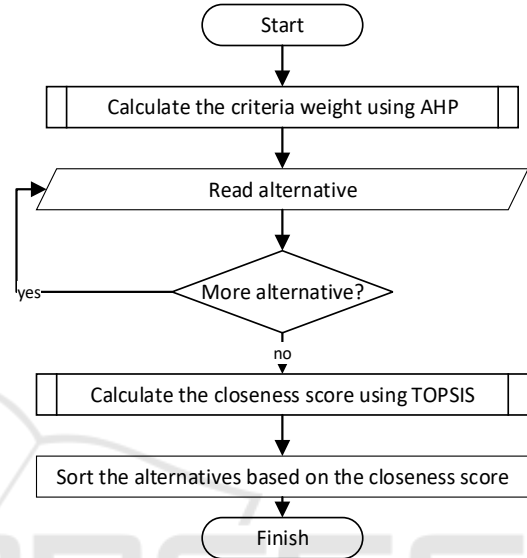 Start
Calculate the criteria weight using AHP
Read alternative
More alternative?
yes
no
Calculate the closeness score using TOPSIS
Sort the alternatives based on the closeness score
Finish